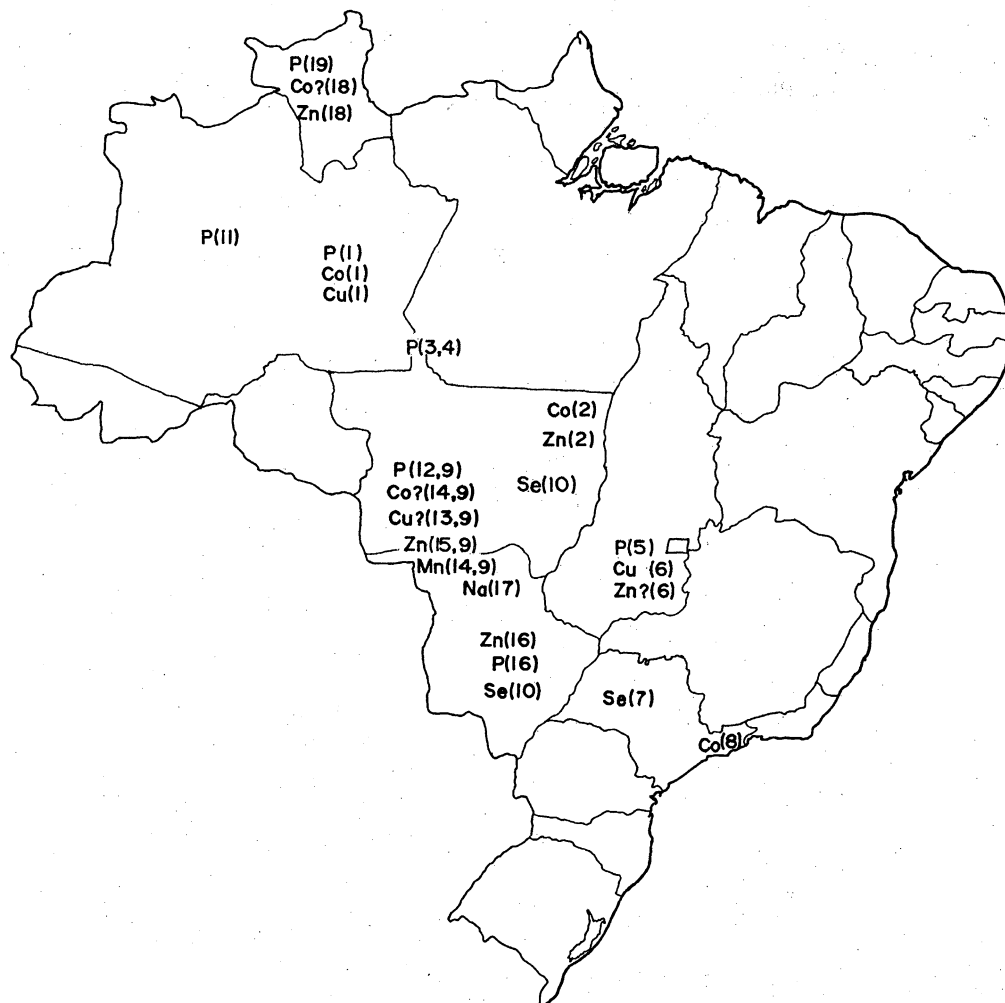 P(19)
Co?(18)
Zn(18)
P(11)
P(1)
Co(1)
Cu(1)
P(3,4)
Co(2)
Zn(2)
Se(10)
P(12,9)
Co?(14,9)
Cu?(13,9)
Zn(15,9)
Mn(14,9)
Na(17)
P(5)
Cu (6)
Zn?(6)
Zn(16)
P(16)
Se(10)
Se(7)
Co(8)